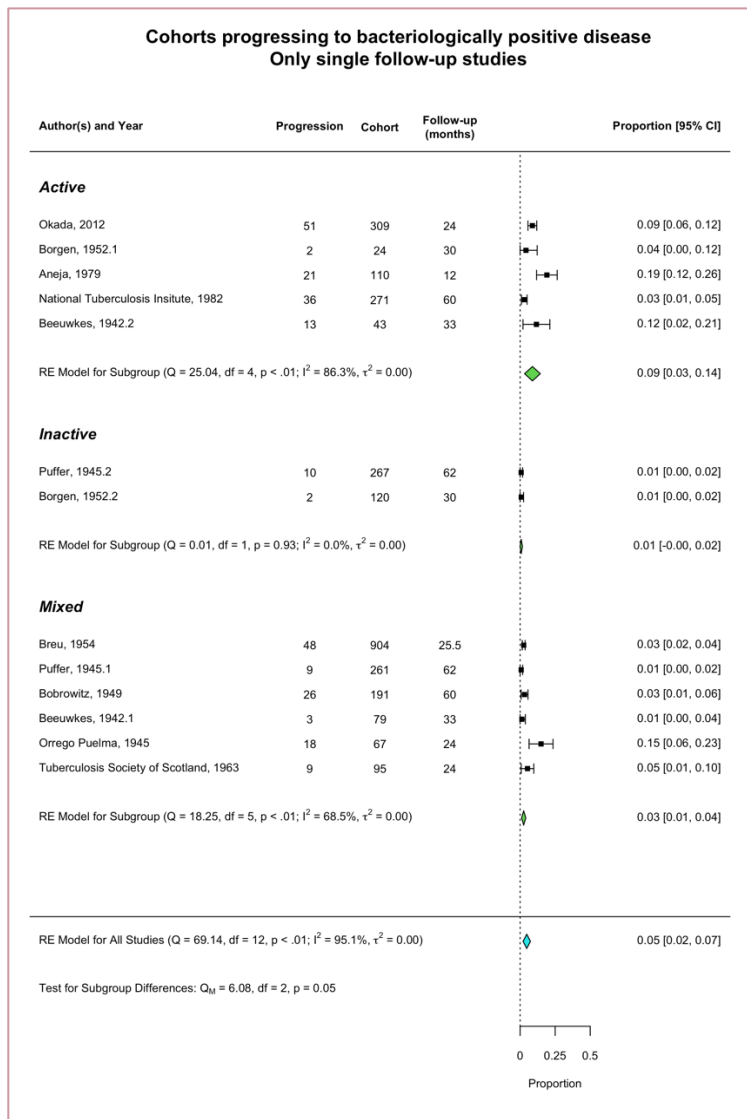 Cohorts progressing to bacteriologically positive disease
Only single follow-up studies
Author(s) and Year Progression Cohort Follow-up (months) Proportion [95% CI]
Active
Okada, 2012 51 309 24 0.09 [0.06, 0.12]
Borgen, 1952.1 2 24 30 0.04 [0.00, 0.12]
Aneja, 1979 21 110 12 0.19 [0.12, 0.26]
National Tuberculosis Insitute, 1982 36 271 60 0.03 [0.01, 0.05]
Beeuwkes, 1942.2 13 43 33 0.12 [0.02, 0.21]
RE Model for Subgroup (Q = 25.04, df = 4, p < .01; I² = 86.3%, τ² = 0.00) 0.09 [0.03, 0.14]
Inactive
Puffer, 1945.2 10 267 62 0.01 [0.00, 0.02]
Borgen, 1952.2 2 120 30 0.01 [0.00, 0.02]
RE Model for Subgroup (Q = 0.01, df = 1, p = 0.93; I² = 0.0%, τ² = 0.00) 0.01 [-0.00, 0.02]
Mixed
Breu, 1954 48 904 25.5 0.03 [0.02, 0.04]
Puffer, 1945.1 9 261 62 0.01 [0.00, 0.02]
Bobrowitz, 1949 26 191 60 0.03 [0.01, 0.06]
Beeuwkes, 1942.1 3 79 33 0.01 [0.00, 0.04]
Orrego Puelma, 1945 18 67 24 0.15 [0.06, 0.23]
Tuberculosis Society of Scotland, 1963 9 95 24 0.05 [0.01, 0.10]
RE Model for Subgroup (Q = 18.25, df = 5, p < .01; I² = 68.5%, τ² = 0.00) 0.03 [0.01, 0.04]
RE Model for All Studies (Q = 69.14, df = 12, p < .01; I² = 95.1%, τ² = 0.00) 0.05 [0.02, 0.07]
Test for Subgroup Differences: Q_M = 6.08, df = 2, p = 0.05
0 0.25 0.5
Proportion